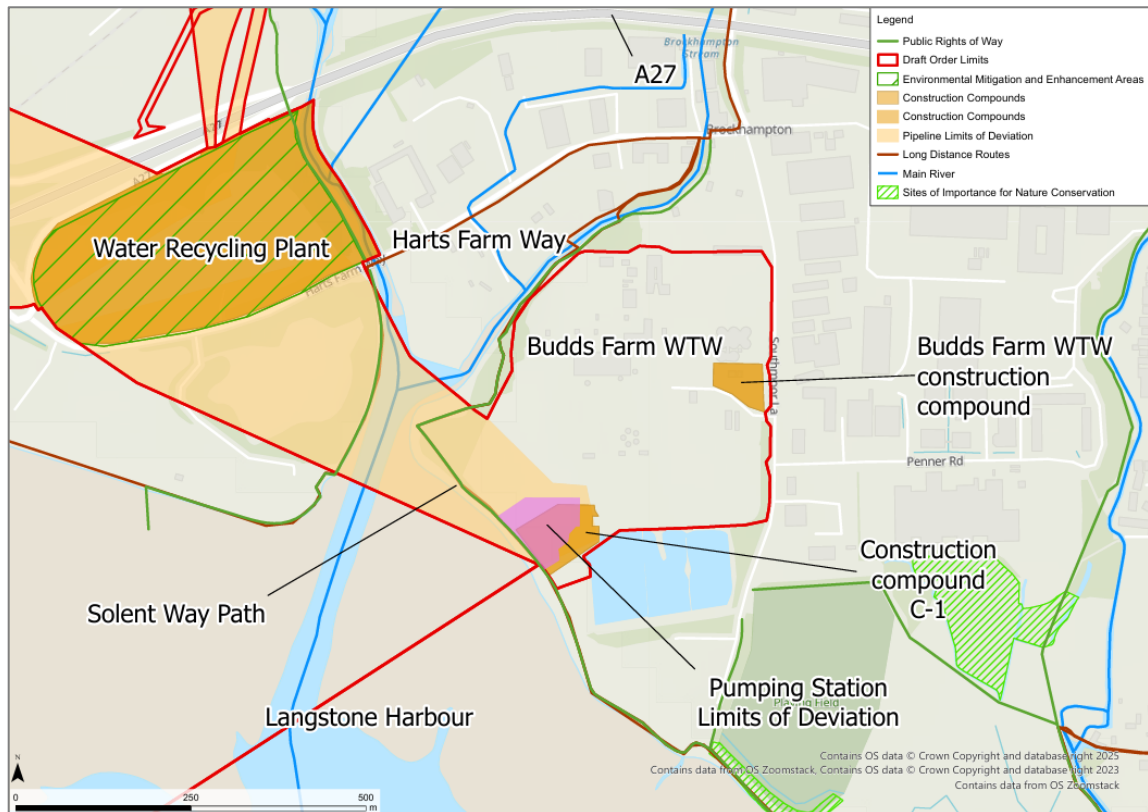 Legend
Public Rights of Way
Draft Order Limits
Environmental Mitigation and Enhancement Areas
Construction Compounds
Construction Compounds
Pipeline Limits of Deviation
Long Distance Routes
Main River
Sites of Importance for Nature Conservation
Brockhampton
Stream
A27
A27
A27
Brockhampton
Water Recycling Plant
Harts Farm Way
Harts Farm Way
Budds Farm WTW
Southmoor La
Budds Farm WTW
construction
compound
Penner Rd
Construction
compound
C-1
Solent Way Path
Pumping Station
Limits of Deviation
Playing Field
Langstone Harbour
N
0
250
500
m
Contains OS data © Crown Copyright and database right 2025
Contains data from OS Zoomstack, Contains OS data © Crown Copyright and database right 2023
Contains data from OS Zoomstack